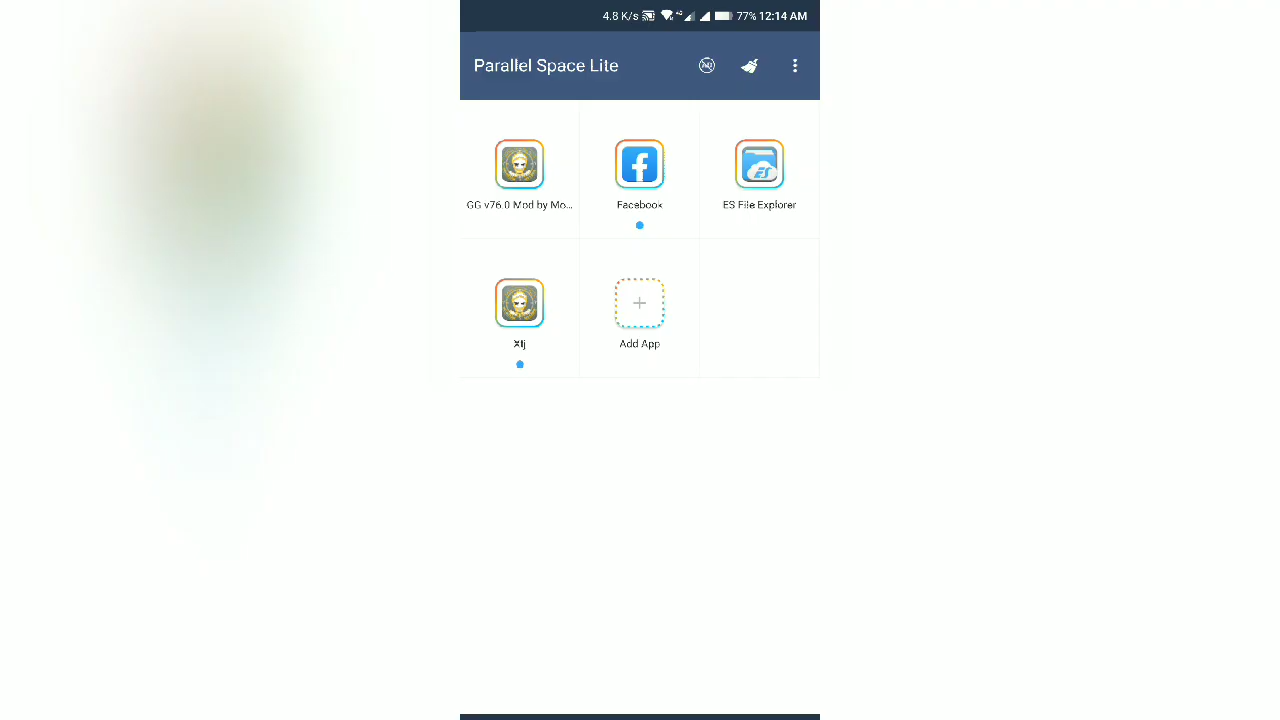 4.8 K/s 77% 12:14 AM
Parallel Space Lite
GG v76.0 Mod by Mo...
Facebook
ES File Explorer
Xlj
Add App